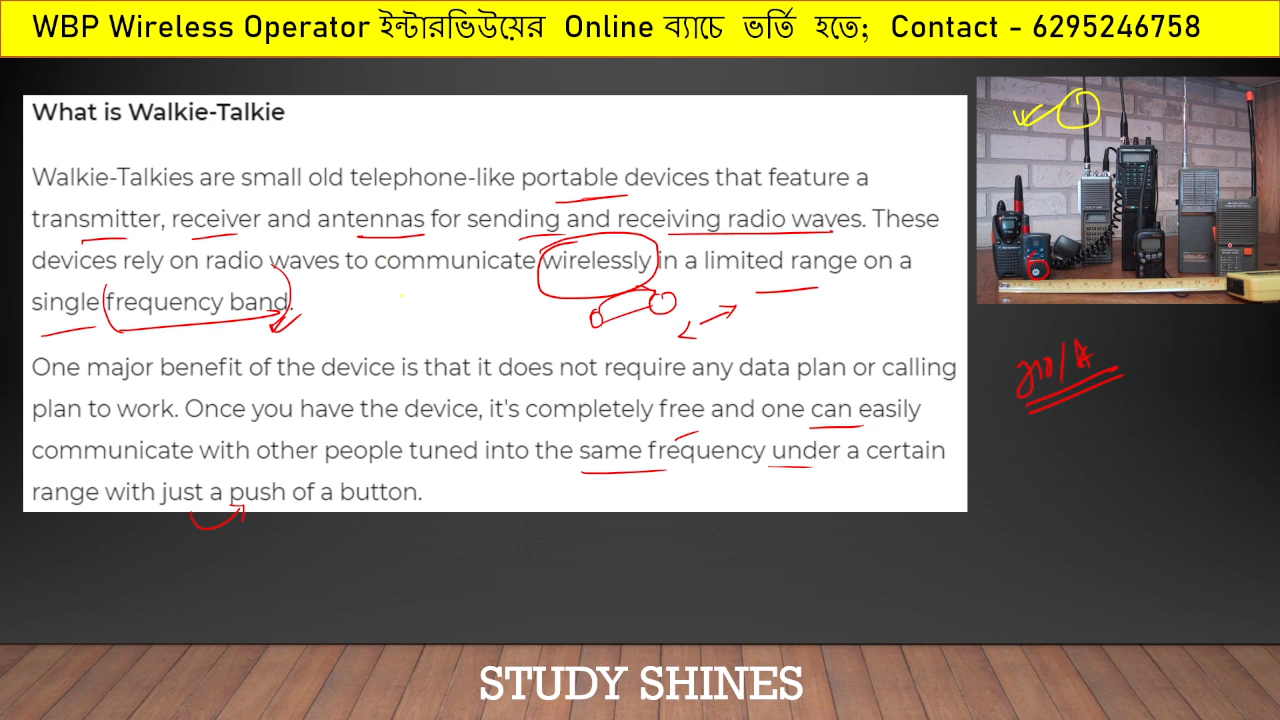 WBP Wireless Operator ইন্টারভিউয়ের Online ব্যাচে ভর্তি হতে; Contact - 6295246758
What is Walkie-Talkie
Walkie-Talkies are small old telephone-like portable devices that feature a
transmitter, receiver and antennas for sending and receiving radio waves. These
devices rely on radio waves to communicate wirelessly in a limited range on a
single frequency band.
One major benefit of the device is that it does not require any data plan or calling
plan to work. Once you have the device, it's completely free and one can easily
communicate with other people tuned into the same frequency under a certain
range with just a push of a button.
STUDY SHINES